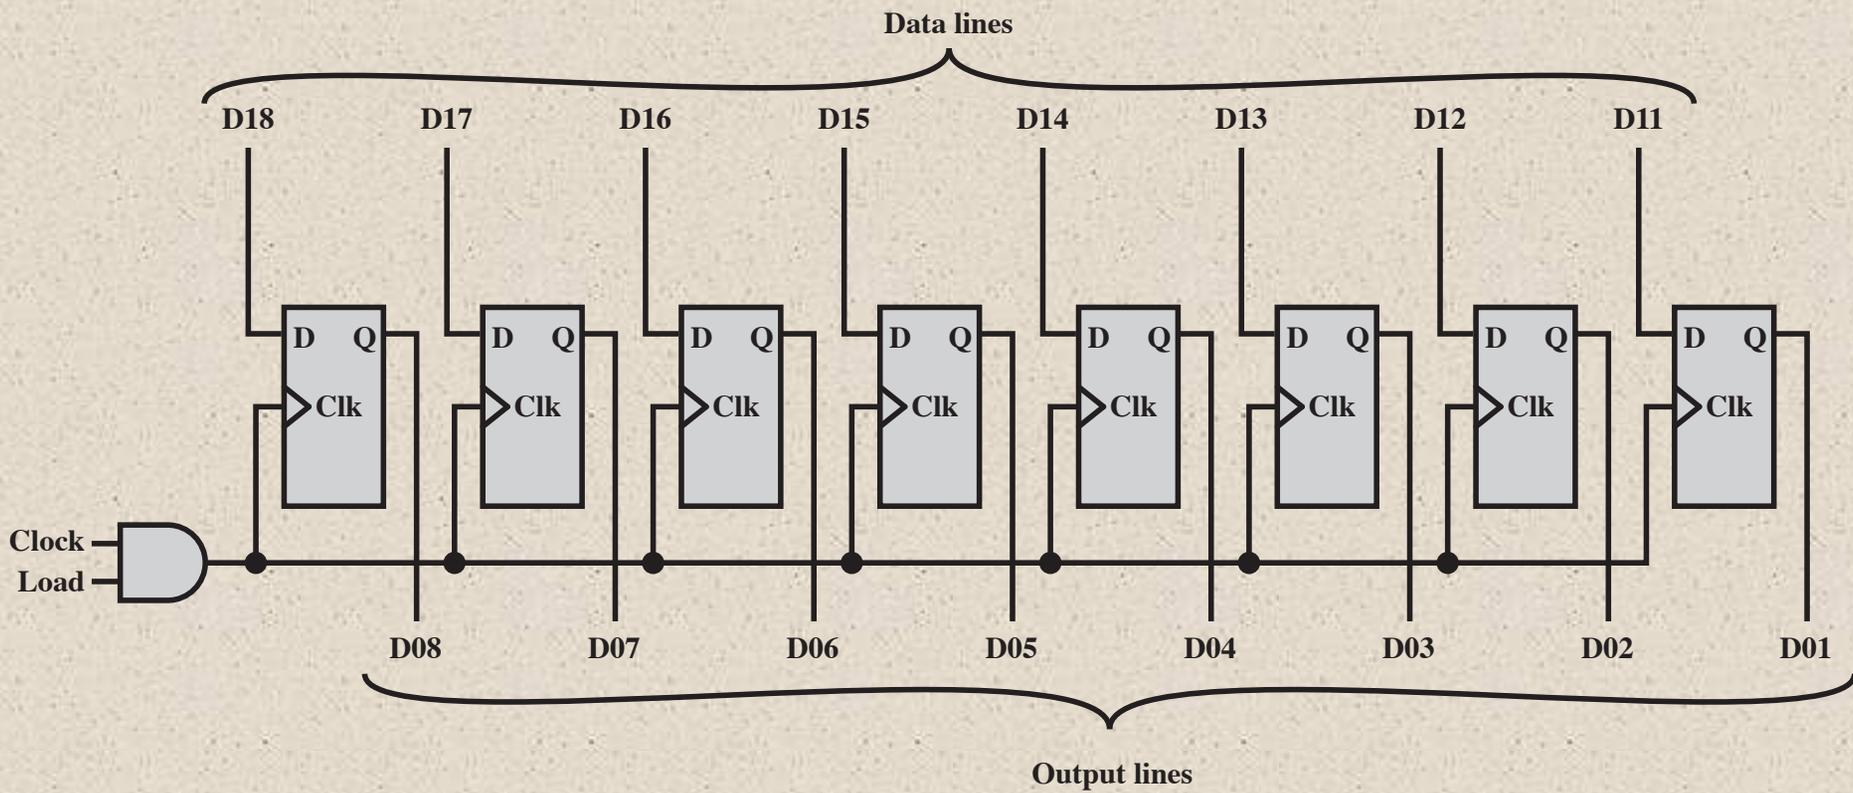 Data lines
D18 D17 D16 D15 D14 D13 D12 D11
D Q D Q D Q D Q D Q D Q D Q D Q
Clk Clk Clk Clk Clk Clk Clk Clk
Clock
Load
D08 D07 D06 D05 D04 D03 D02 D01
Output lines